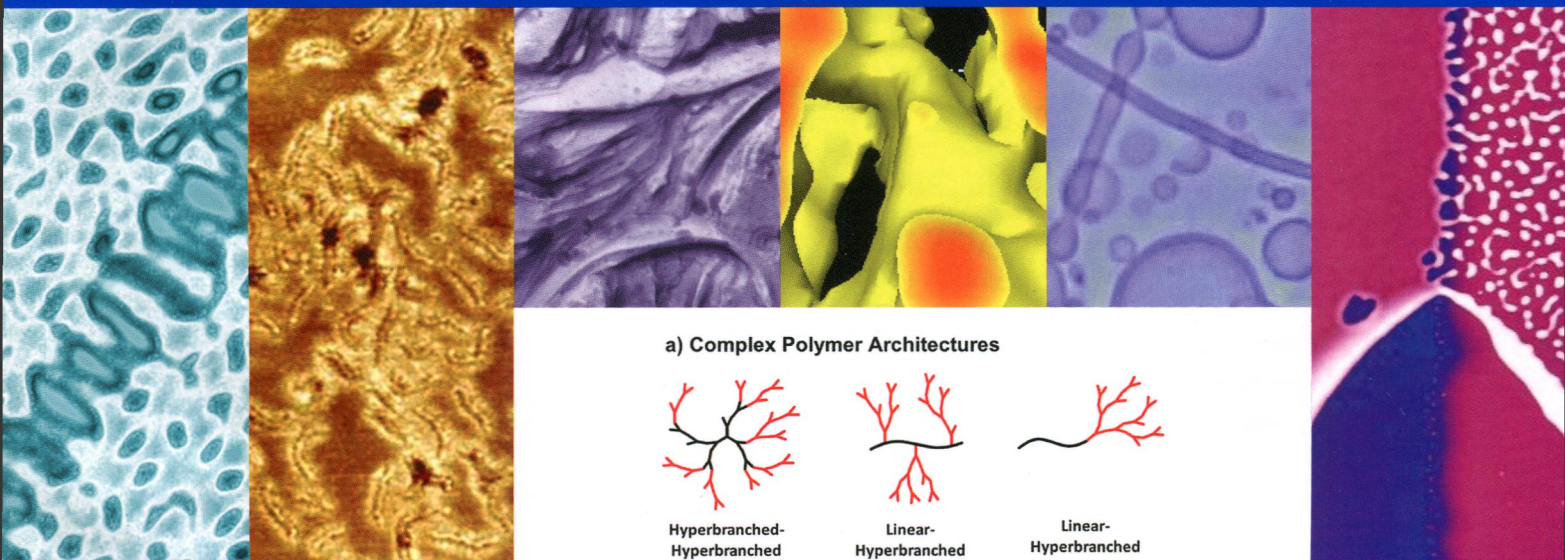 a) Complex Polymer Architectures
Hyperbranched-
Hyperbranched
Linear-
Hyperbranched
Linear-
Hyperbranched